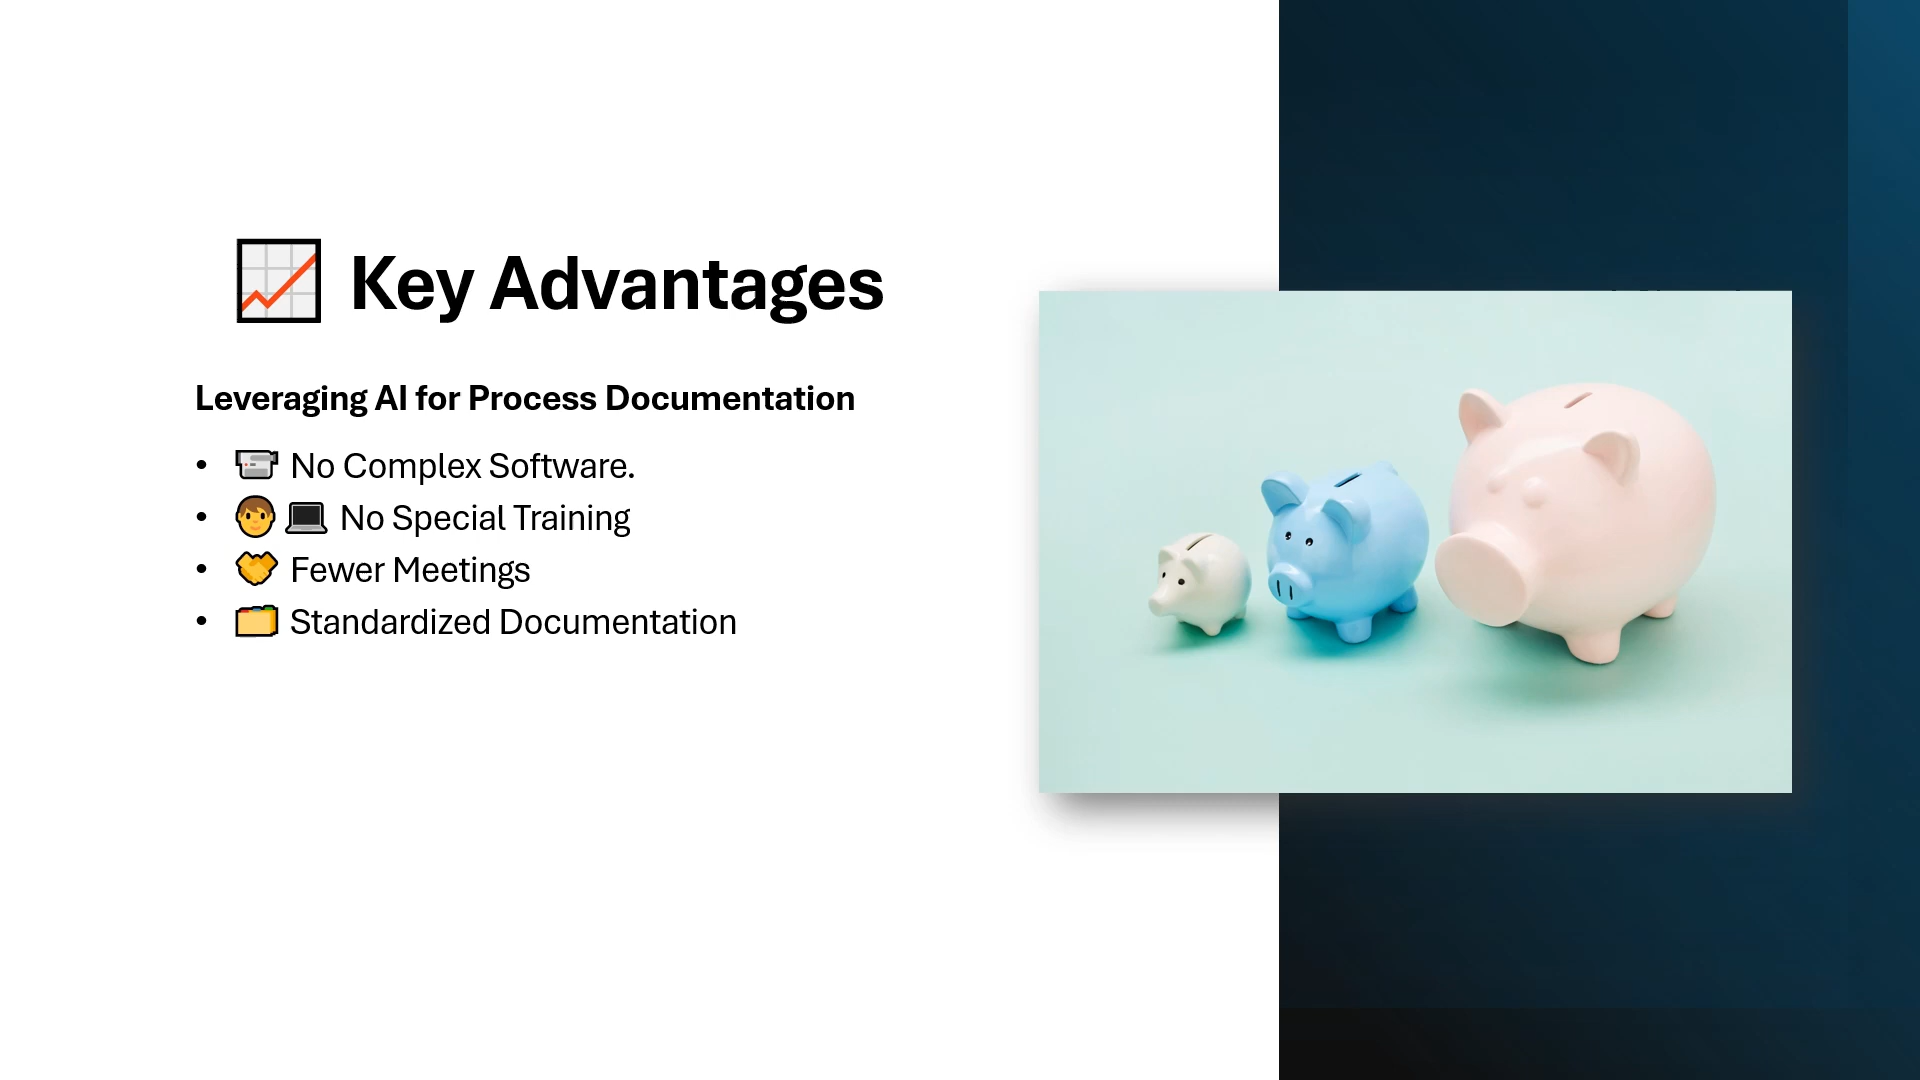 📈 Key Advantages
Leveraging AI for Process Documentation
• 📹 No Complex Software.
• 🧑💻 No Special Training
• 🤝 Fewer Meetings
• 🗂️ Standardized Documentation